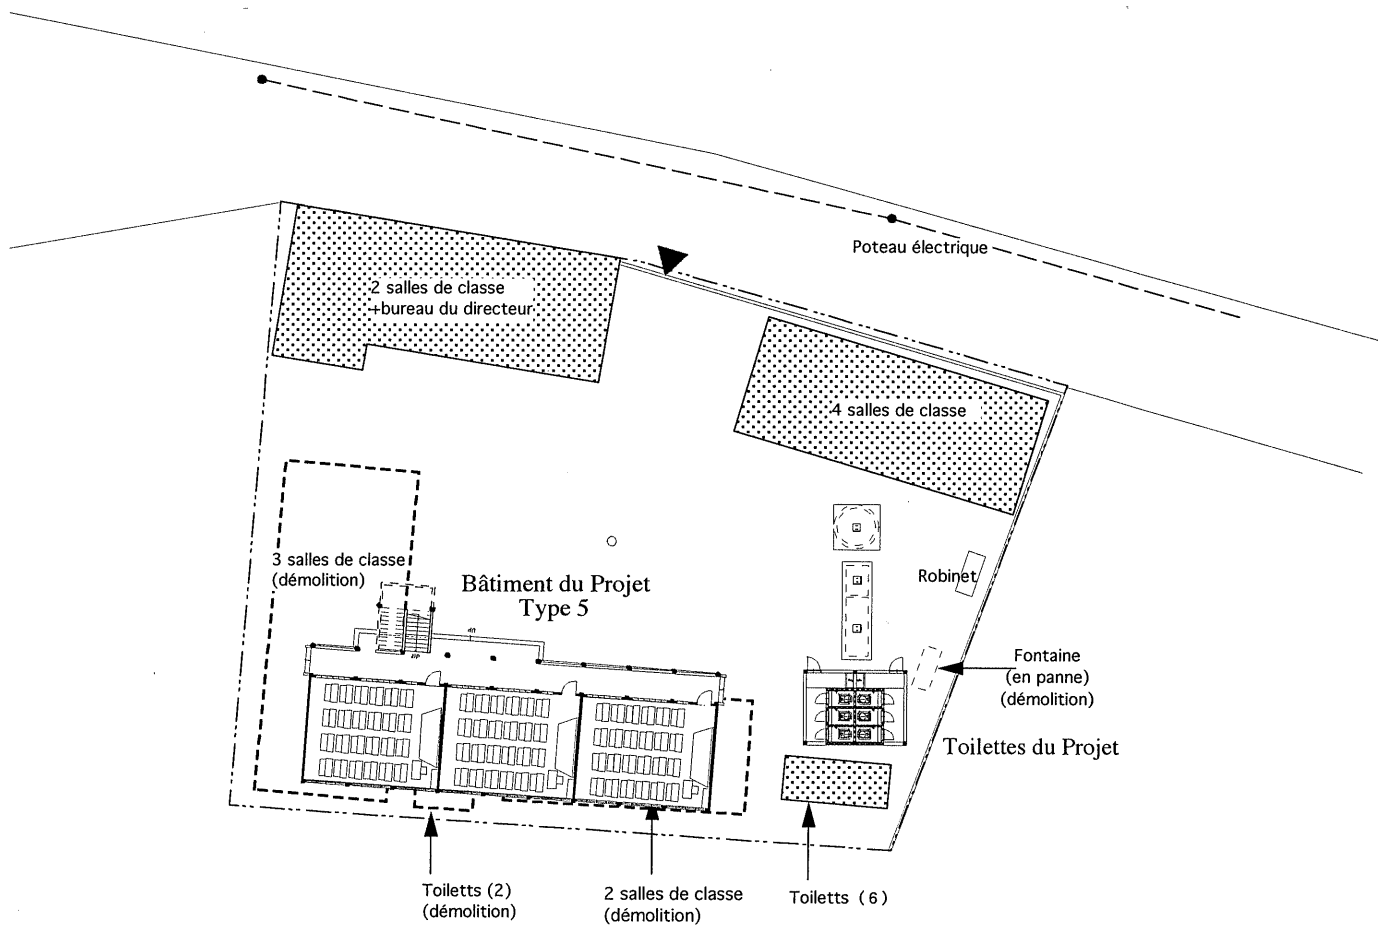 Poteau électrique
2 salles de classe
+bureau du directeur
4 salles de classe
3 salles de classe
(démolition)
Bâtiment du Projet
Type 5
Robinet
Fontaine
(en panne)
(démolition)
Toilettes du Projet
Toiletts (2)
(démolition)
2 salles de classe
(démolition)
Toiletts (6)